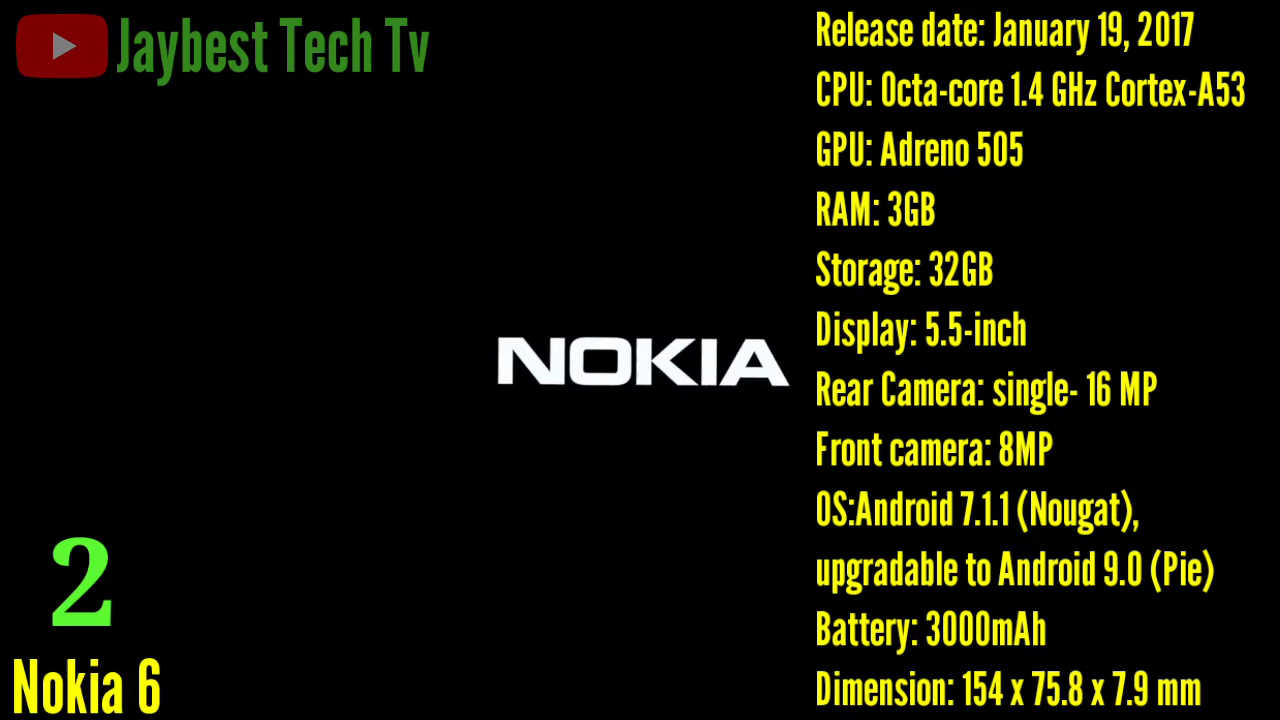 Jaybest Tech Tv
Release date: January 19, 2017
CPU: Octa-core 1.4 GHz Cortex-A53
GPU: Adreno 505
RAM: 3GB
Storage: 32GB
Display: 5.5-inch
NOKIA
Rear Camera: single- 16 MP
Front camera: 8MP
OS:Android 7.1.1 (Nougat),
upgradable to Android 9.0 (Pie)
Battery: 3000mAh
Dimension: 154 x 75.8 x 7.9 mm
2
Nokia 6